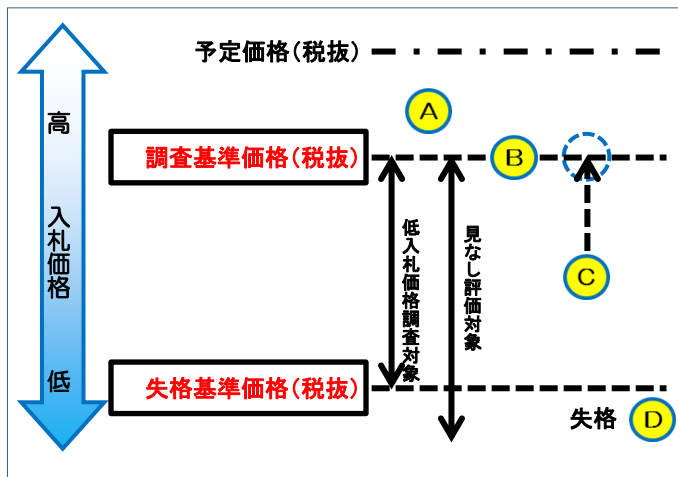 予定価格(税抜)
高
入札価格
低
A
調査基準価格(税抜)
B
低入札価格調査対象
見なし評価対象
C
失格基準価格(税抜)
失格
D